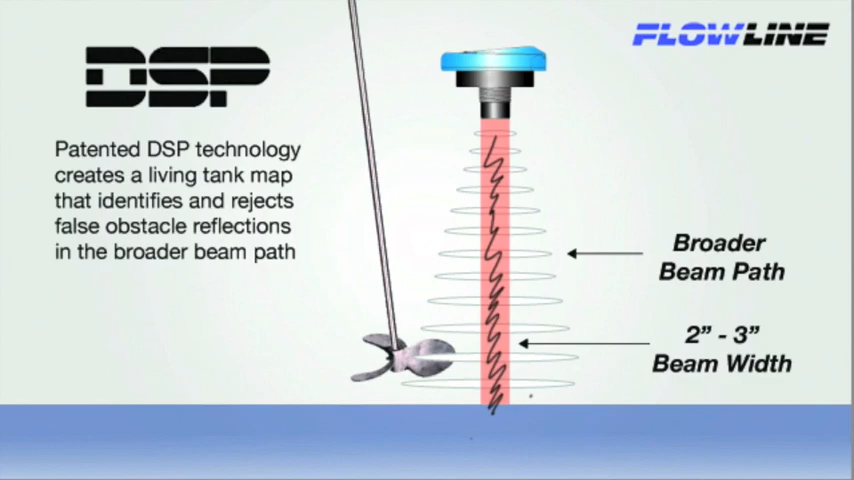 FLOWLINE
DSP
Patented DSP technology
creates a living tank map
that identifies and rejects
false obstacle reflections
in the broader beam path
Broader
Beam Path
2” - 3”
Beam Width